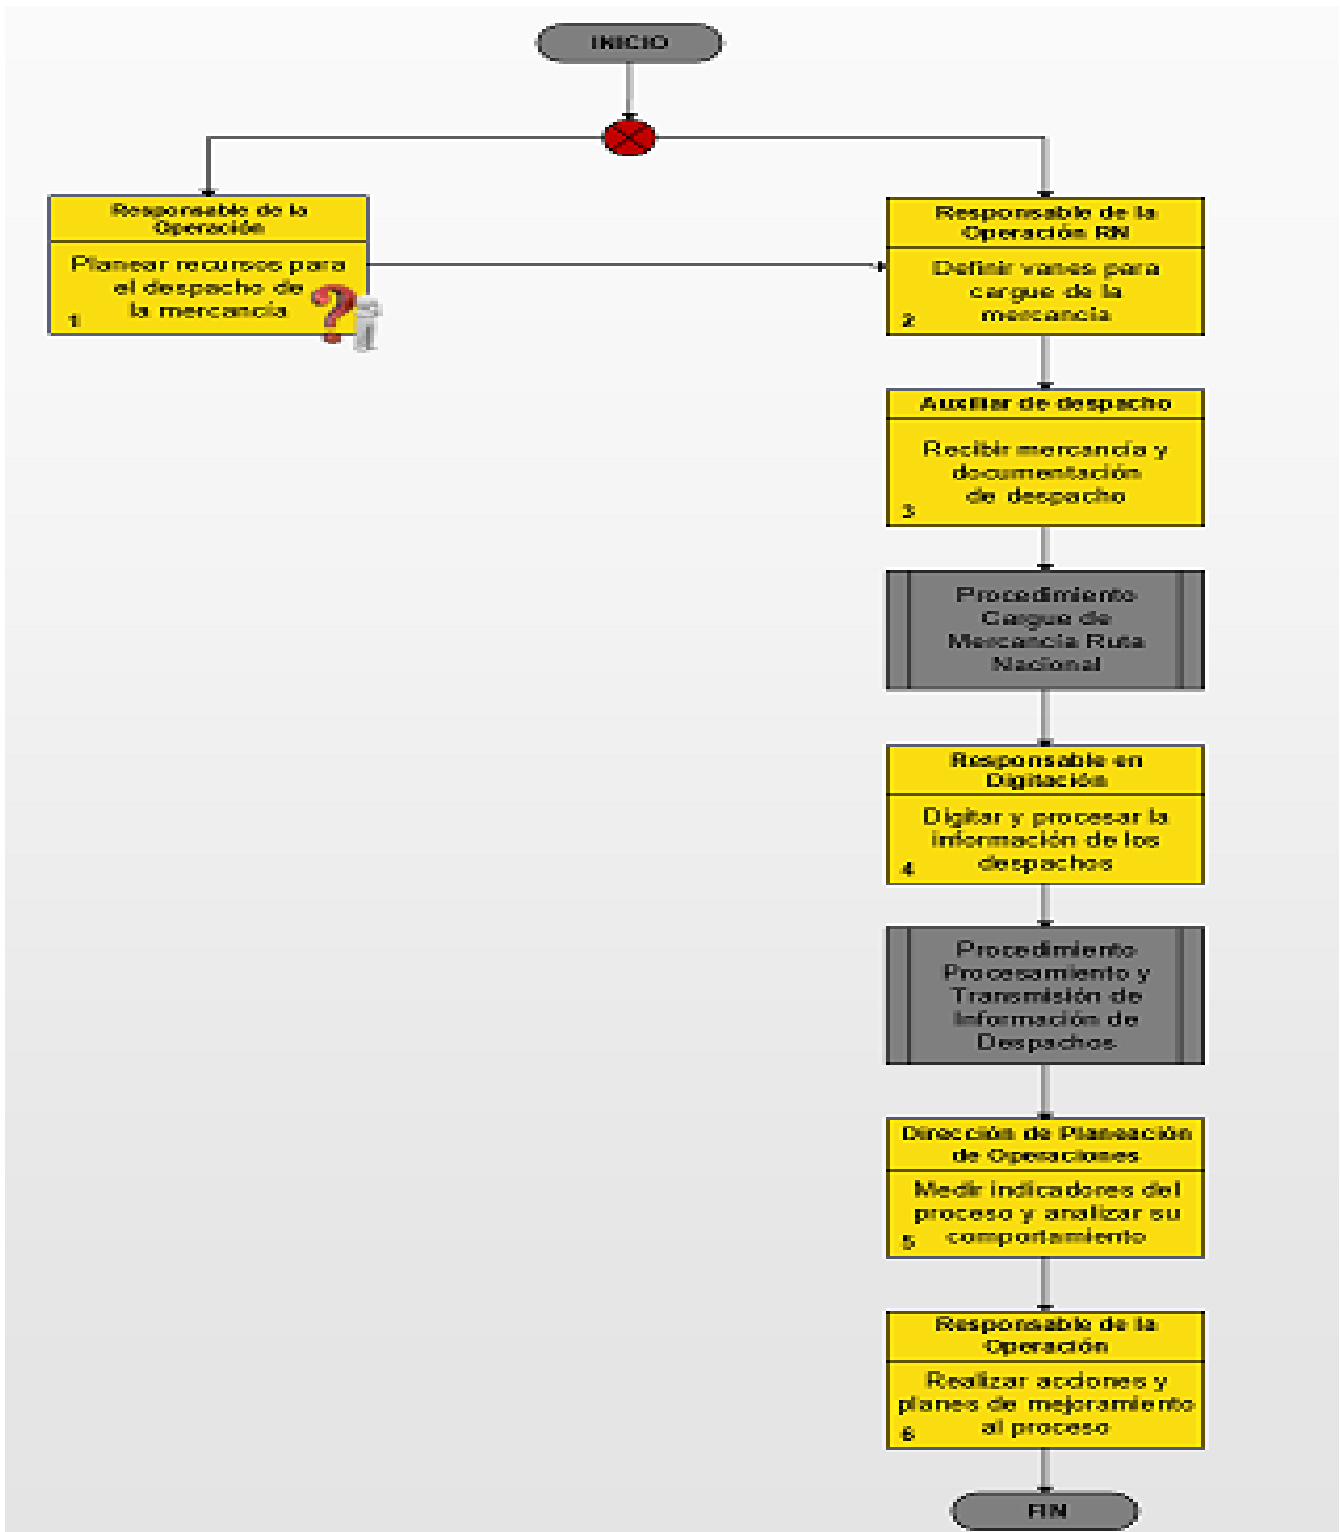 INICIO
Responsable de la
Operación
Planear recursos para
el despacho de
la mercancía
1
Responsable de la
Operación RN
Definir vanes para
cargue de la
mercancía
2
Auxiliar de despacho
Recibir mercancía y
documentación
de despacho
3
Procedimiento
Cargue de
Mercancía Ruta
Nacional
Responsable en
Digitación
Digitar y procesar la
información de los
despachos
4
Procedimiento
Procesamiento y
Transmisión de
Información de
Despachos
Dirección de Planeación
de Operaciones
Medir indicadores del
proceso y analizar su
comportamiento
5
Responsable de la
Operación
Realizar acciones y
planes de mejoramiento
al proceso
6
FIN